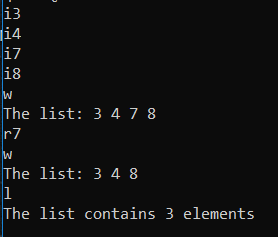 i3
i4
i7
i8
w
The list: 3 4 7 8
r7
w
The list: 3 4 8
l
The list contains 3 elements